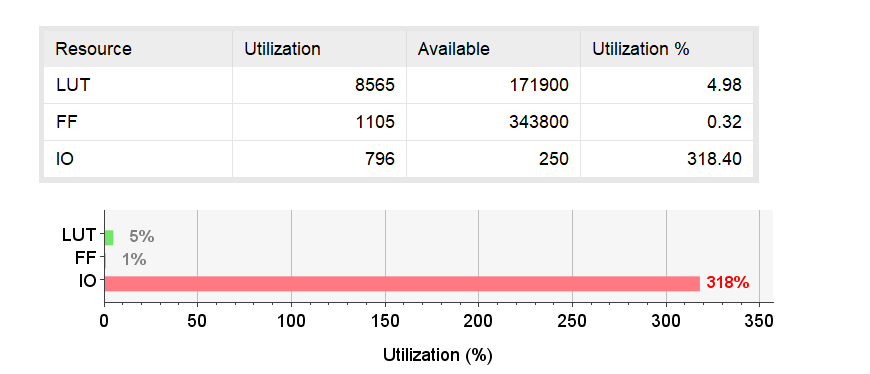 Resource Utilization Available Utilization %
LUT 8565 171900 4.98
FF 1105 343800 0.32
IO 796 250 318.40
LUT 5%
FF 1%
IO 318%
0 50 100 150 200 250 300 350
Utilization (%)